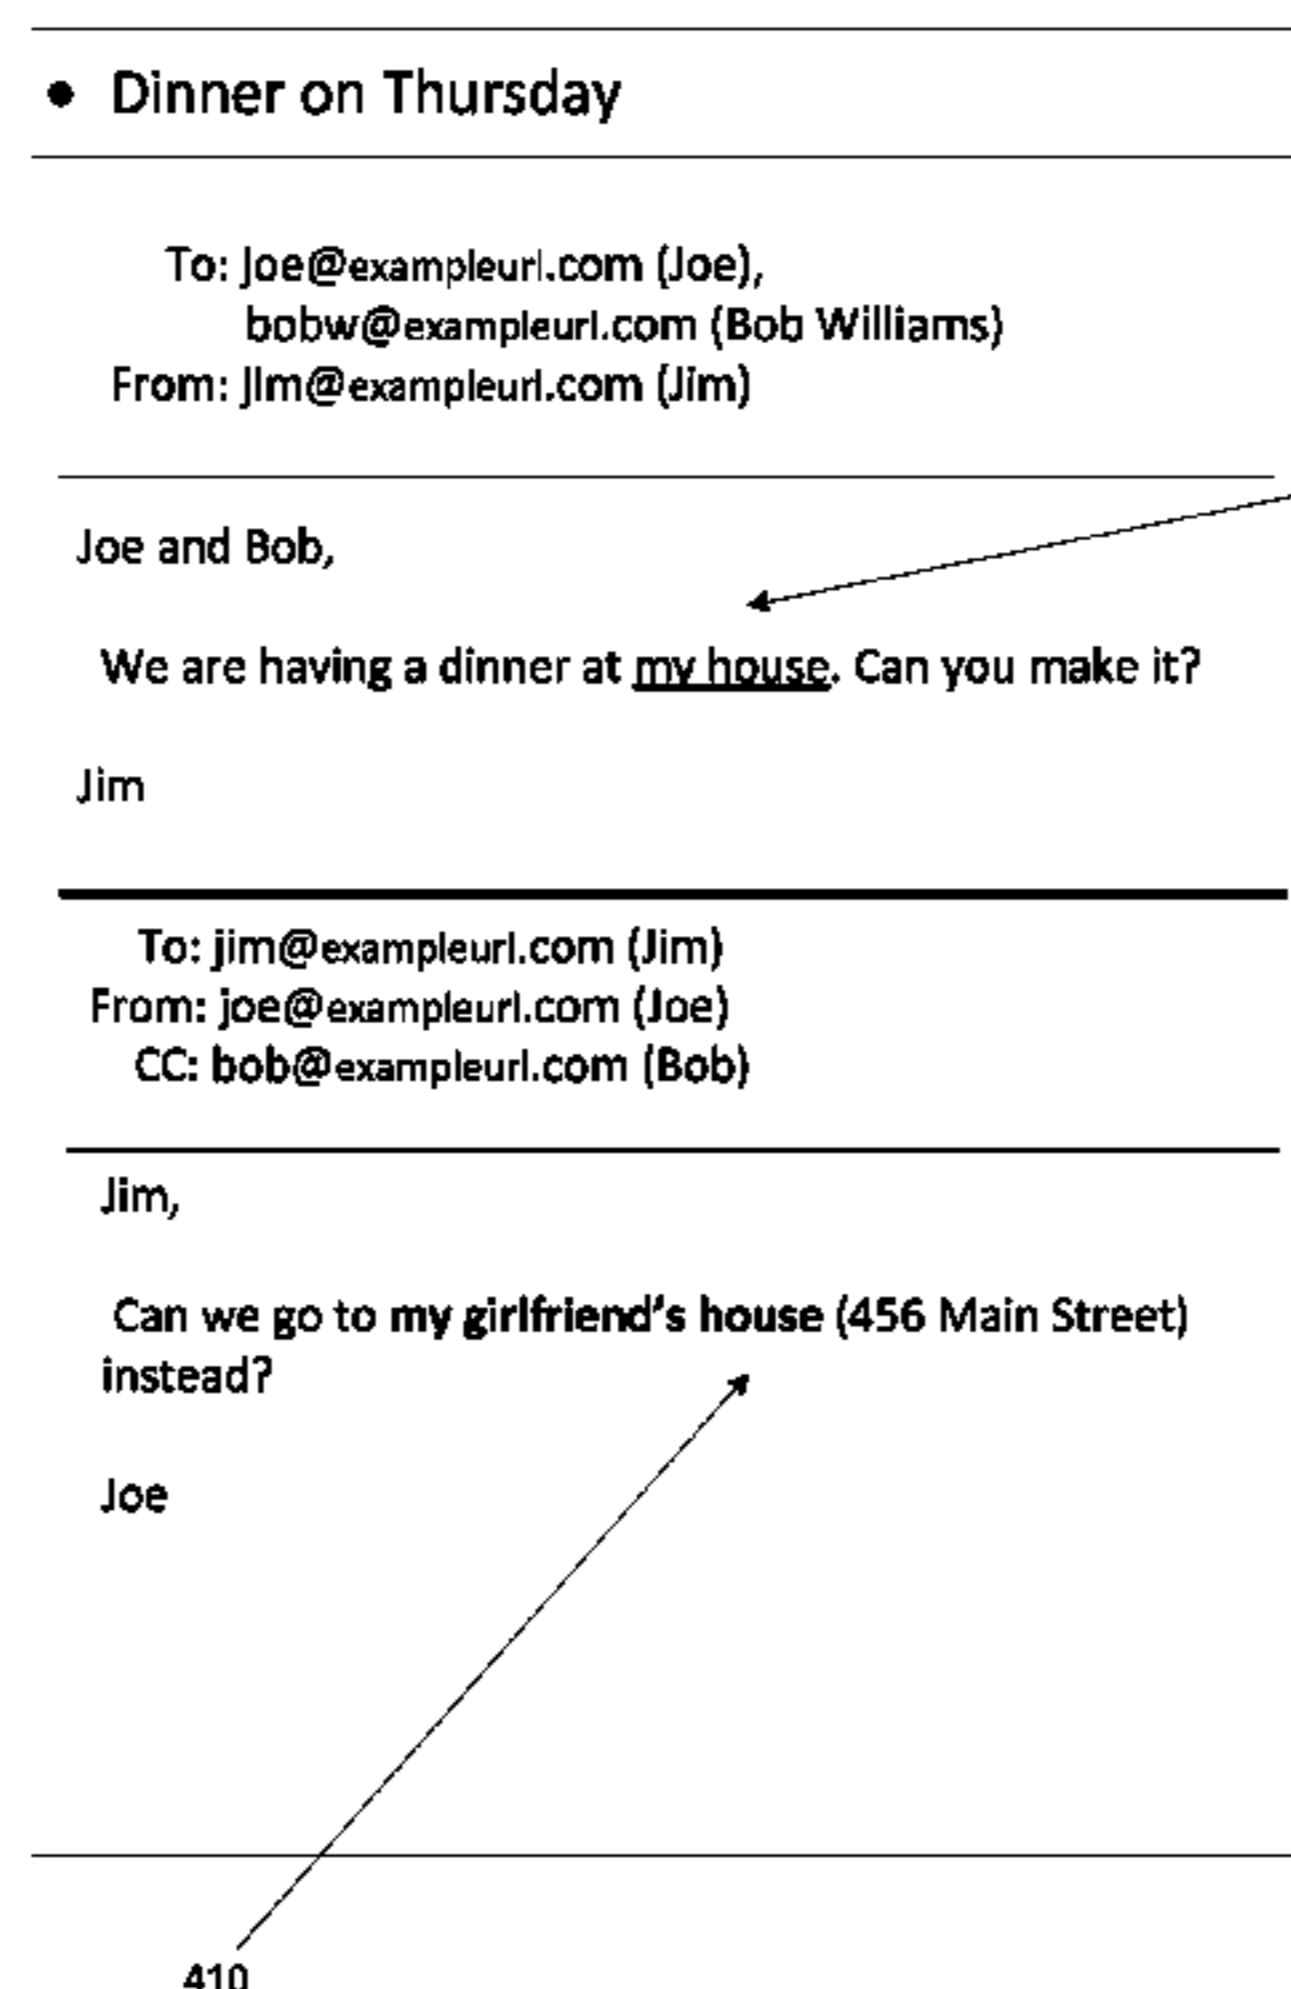 • Dinner on Thursday
To: Joe@exampleurl.com (Joe),
bobw@exampleurl.com (Bob Williams)
From: Jim@exampleurl.com (Jim)
Joe and Bob,
We are having a dinner at my house. Can you make it?
Jim
To: jim@exampleurl.com (Jim)
From: joe@exampleurl.com (Joe)
CC: bob@exampleurl.com (Bob)
Jim,
Can we go to my girlfriend's house (456 Main Street)
instead?
Joe
410